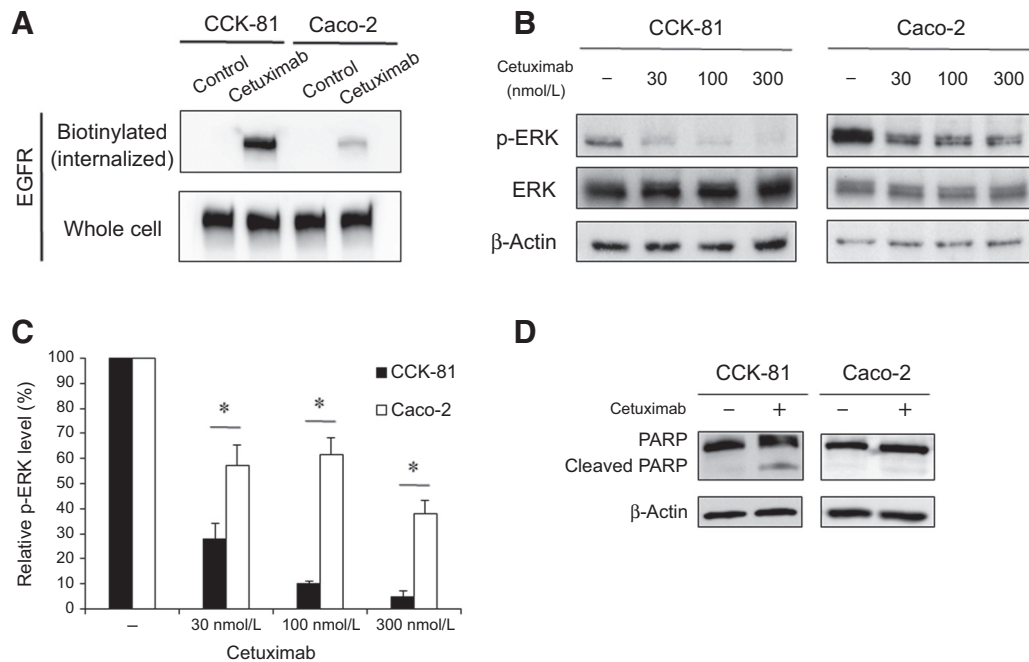 A
CCK-81 Caco-2
Control Cetuximab Control Cetuximab
EGFR
Biotinylated
(internalized)
Whole cell
B
CCK-81 Caco-2
Cetuximab
(nmol/L)
– 30 100 300 – 30 100 300
p-ERK
ERK
β-Actin
C
Relative p-ERK level (%)
100
90
80
70
60
50
40
30
20
10
0
CCK-81
Caco-2
* * *
– 30 nmol/L 100 nmol/L 300 nmol/L
Cetuximab
D
CCK-81 Caco-2
Cetuximab – + – +
PARP
Cleaved PARP
β-Actin